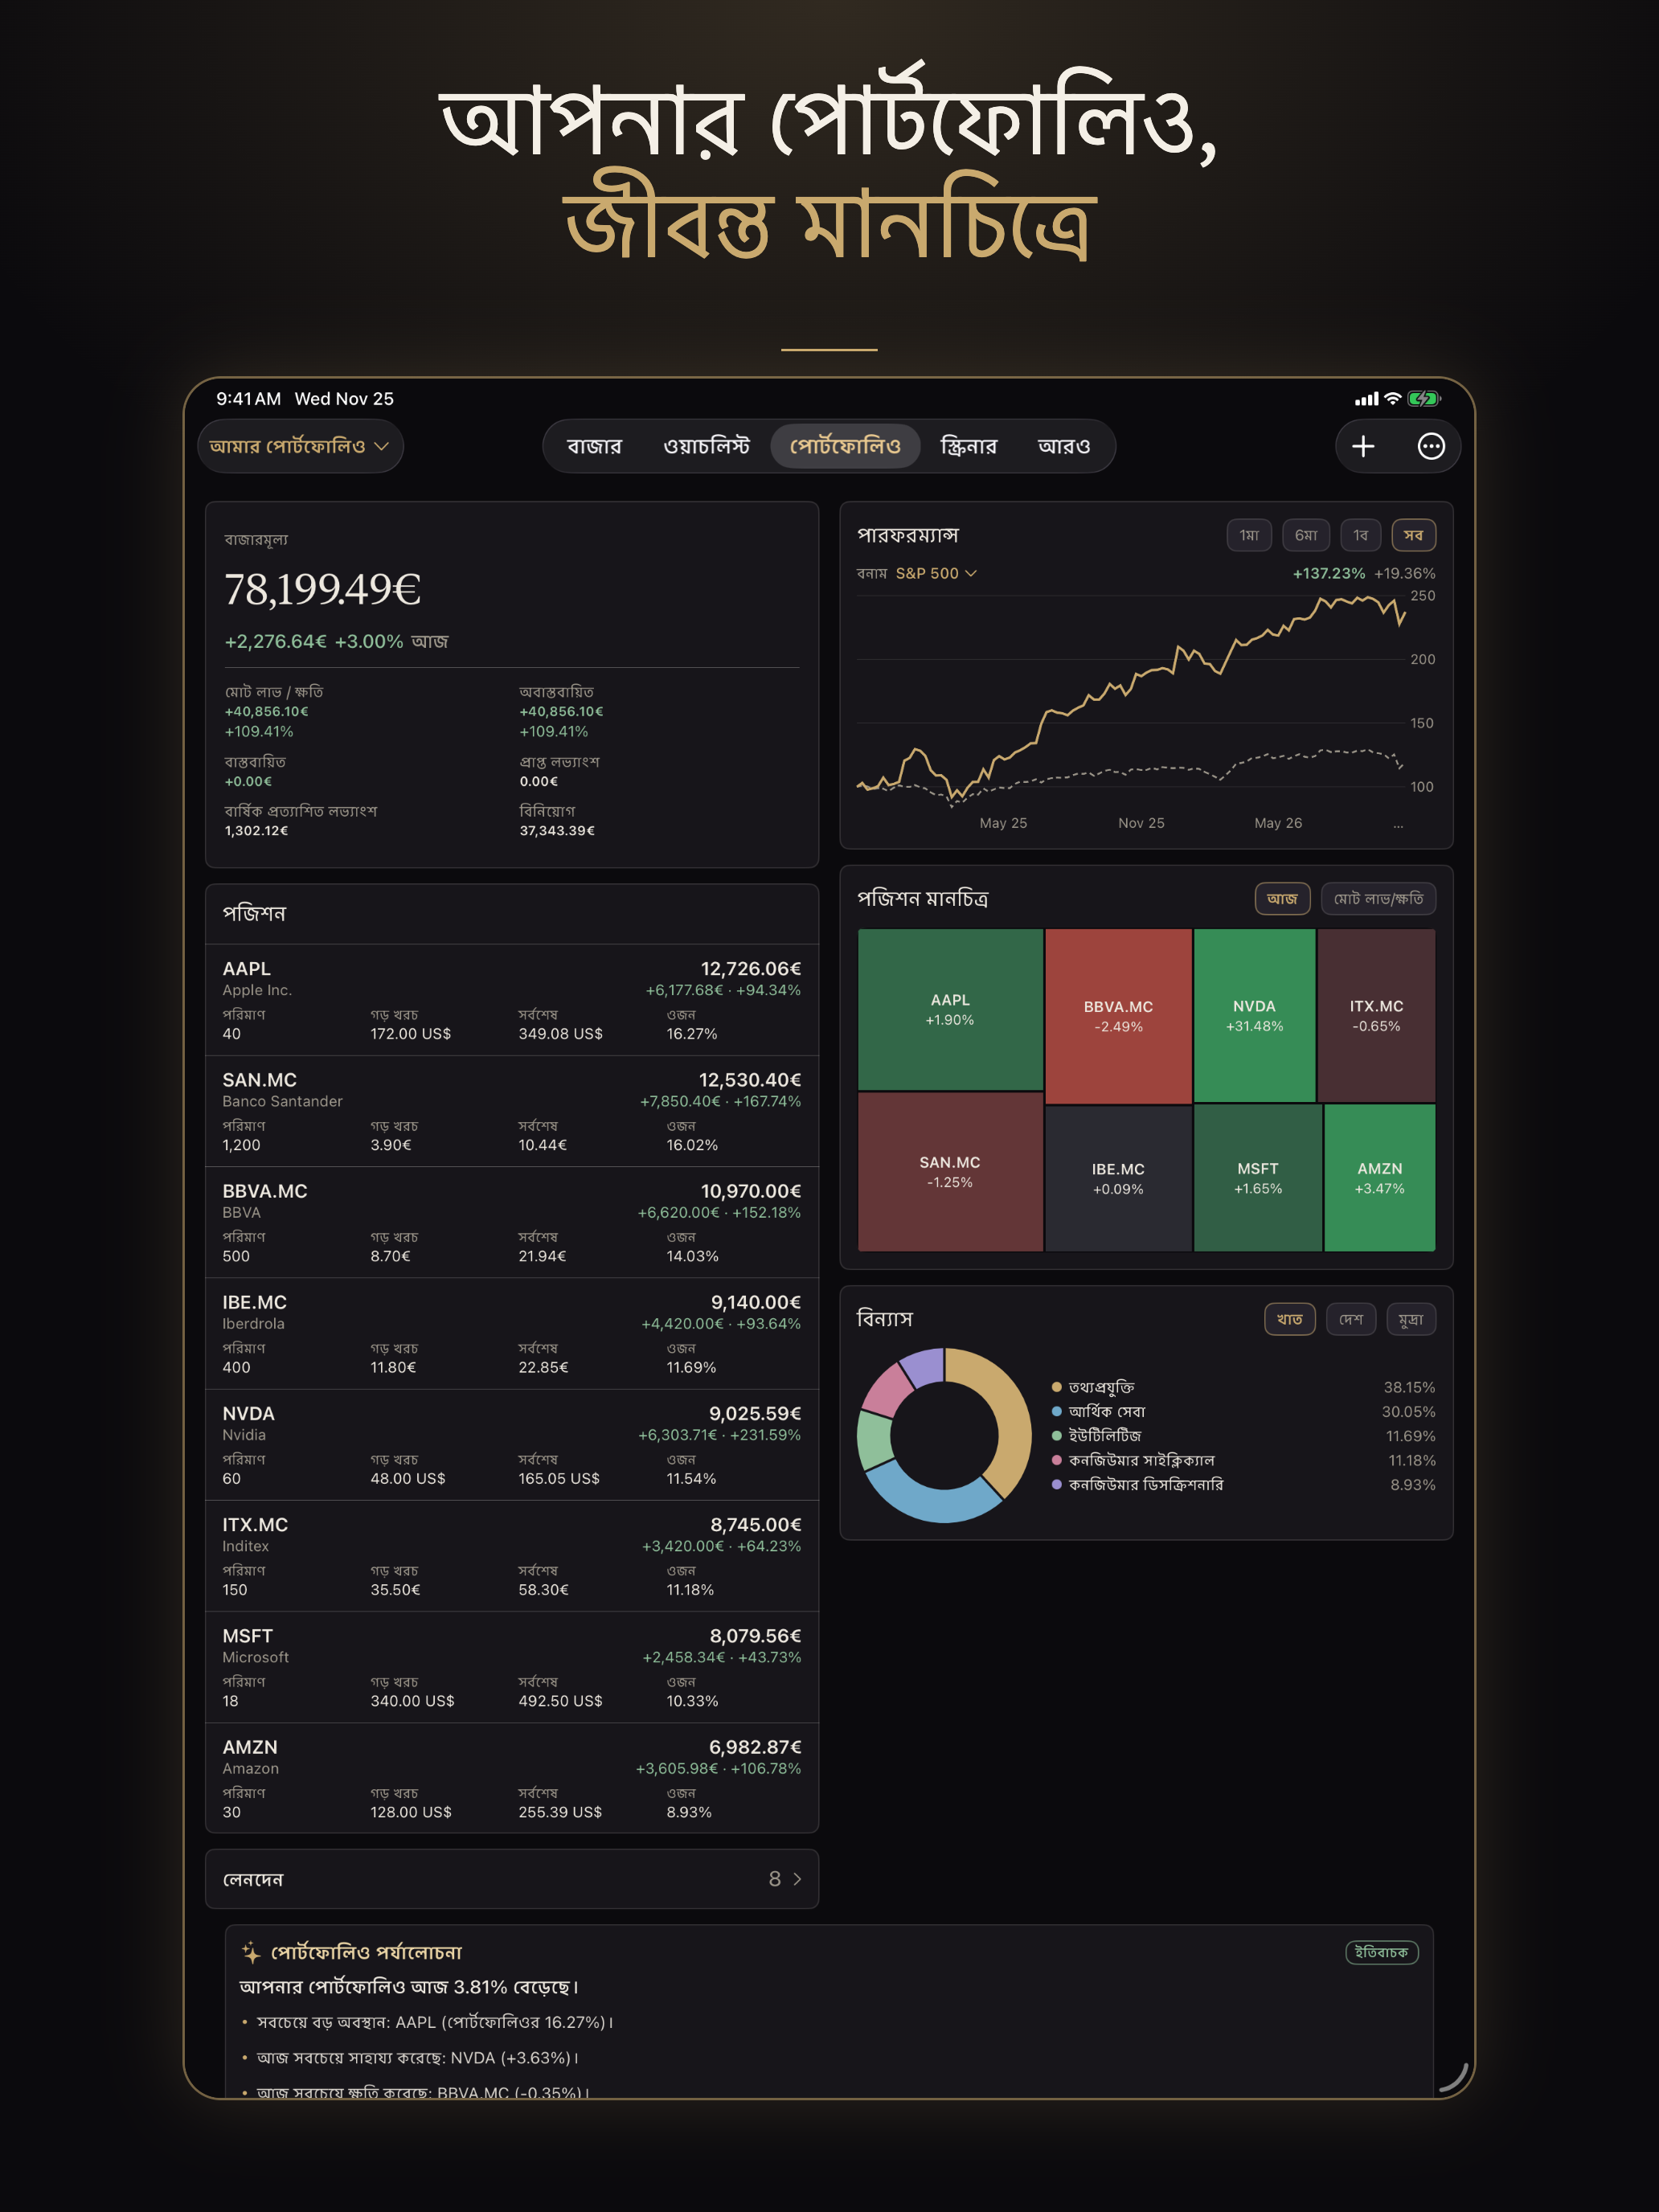 আপনার পোর্টফোলিও,
জীবন্ত মানচিত্রে
9:41 AM Wed Nov 25
আমার পোর্টফোলিও
বাজার ওয়াচলিস্ট পোর্টফোলিও স্ক্রিনার আরও
বাজারমূল্য
78,199.49€
+2,276.64€ +3.00% আজ
মোট লাভ / ক্ষতি অবাস্তবায়িত
+40,856.10€ +40,856.10€
+109.41% +109.41%
বাস্তবায়িত প্রাপ্ত লভ্যাংশ
+0.00€ 0.00€
বার্ষিক প্রত্যাশিত লভ্যাংশ বিনিয়োগ
1,302.12€ 37,343.39€
পজিশন
AAPL 12,726.06€
Apple Inc. +6,177.68€ · +94.34%
পরিমাণ গড় খরচ সর্বশেষ ওজন
40 172.00 US$ 349.08 US$ 16.27%
SAN.MC 12,530.40€
Banco Santander +7,850.40€ · +167.74%
পরিমাণ গড় খরচ সর্বশেষ ওজন
1,200 3.90€ 10.44€ 16.02%
BBVA.MC 10,970.00€
BBVA +6,620.00€ · +152.18%
পরিমাণ গড় খরচ সর্বশেষ ওজন
500 8.70€ 21.94€ 14.03%
IBE.MC 9,140.00€
Iberdrola +4,420.00€ · +93.64%
পরিমাণ গড় খরচ সর্বশেষ ওজন
400 11.80€ 22.85€ 11.69%
NVDA 9,025.59€
Nvidia +6,303.71€ · +231.59%
পরিমাণ গড় খরচ সর্বশেষ ওজন
60 48.00 US$ 165.05 US$ 11.54%
ITX.MC 8,745.00€
Inditex +3,420.00€ · +64.23%
পরিমাণ গড় খরচ সর্বশেষ ওজন
150 35.50€ 58.30€ 11.18%
MSFT 8,079.56€
Microsoft +2,458.34€ · +43.73%
পরিমাণ গড় খরচ সর্বশেষ ওজন
18 340.00 US$ 492.50 US$ 10.33%
AMZN 6,982.87€
Amazon +3,605.98€ · +106.78%
পরিমাণ গড় খরচ সর্বশেষ ওজন
30 128.00 US$ 255.39 US$ 8.93%
লেনদেন 8
পারফরম্যান্স 1মা 6মা 1ব সব
বনাম S&P 500 +137.23% +19.36%
250
200
150
100
May 25 Nov 25 May 26 ...
পজিশন মানচিত্র আজ মোট লাভ/ক্ষতি
AAPL
+1.90%
BBVA.MC
-2.49%
NVDA
+31.48%
ITX.MC
-0.65%
SAN.MC
-1.25%
IBE.MC
+0.09%
MSFT
+1.65%
AMZN
+3.47%
বিন্যাস খাত দেশ মুদ্রা
তথ্যপ্রযুক্তি 38.15%
আর্থিক সেবা 30.05%
ইউটিলিটিজ 11.69%
কনজিউমার সাইক্লিক্যাল 11.18%
কনজিউমার ডিসক্রিশনারি 8.93%
পোর্টফোলিও পর্যালোচনা ইতিবাচক
আপনার পোর্টফোলিও আজ 3.81% বেড়েছে।
• সবচেয়ে বড় অবস্থান: AAPL (পোর্টফোলিওর 16.27%)।
• আজ সবচেয়ে সাহায্য করেছে: NVDA (+3.63%)।
• আজ সবচেয়ে ক্ষতি করেছে: BBVA.MC (-0.35%)।